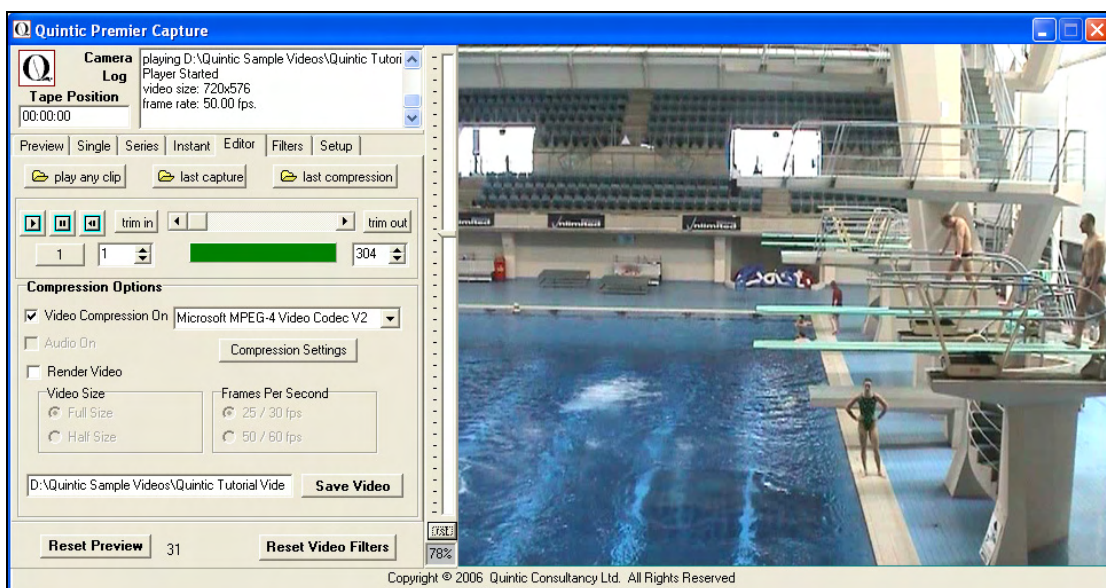 Quintic Premier Capture
Camera Log
Tape Position
00:00:00
playing D:\Quintic Sample Videos\Quintic Tutori
Player Started
video size: 720x576
frame rate: 50.00 fps.
Preview Single Series Instant Editor Filters Setup
play any clip last capture last compression
trim in trim out
1 1 304
Compression Options
Video Compression On Microsoft MPEG-4 Video Codec V2
Audio On
Compression Settings
Render Video
Video Size Frames Per Second
Full Size 25 / 30 fps
Half Size 50 / 60 fps
D:\Quintic Sample Videos\Quintic Tutorial Vide Save Video
Reset Preview 31 Reset Video Filters
78%
Copyright © 2006 Quintic Consultancy Ltd. All Rights Reserved